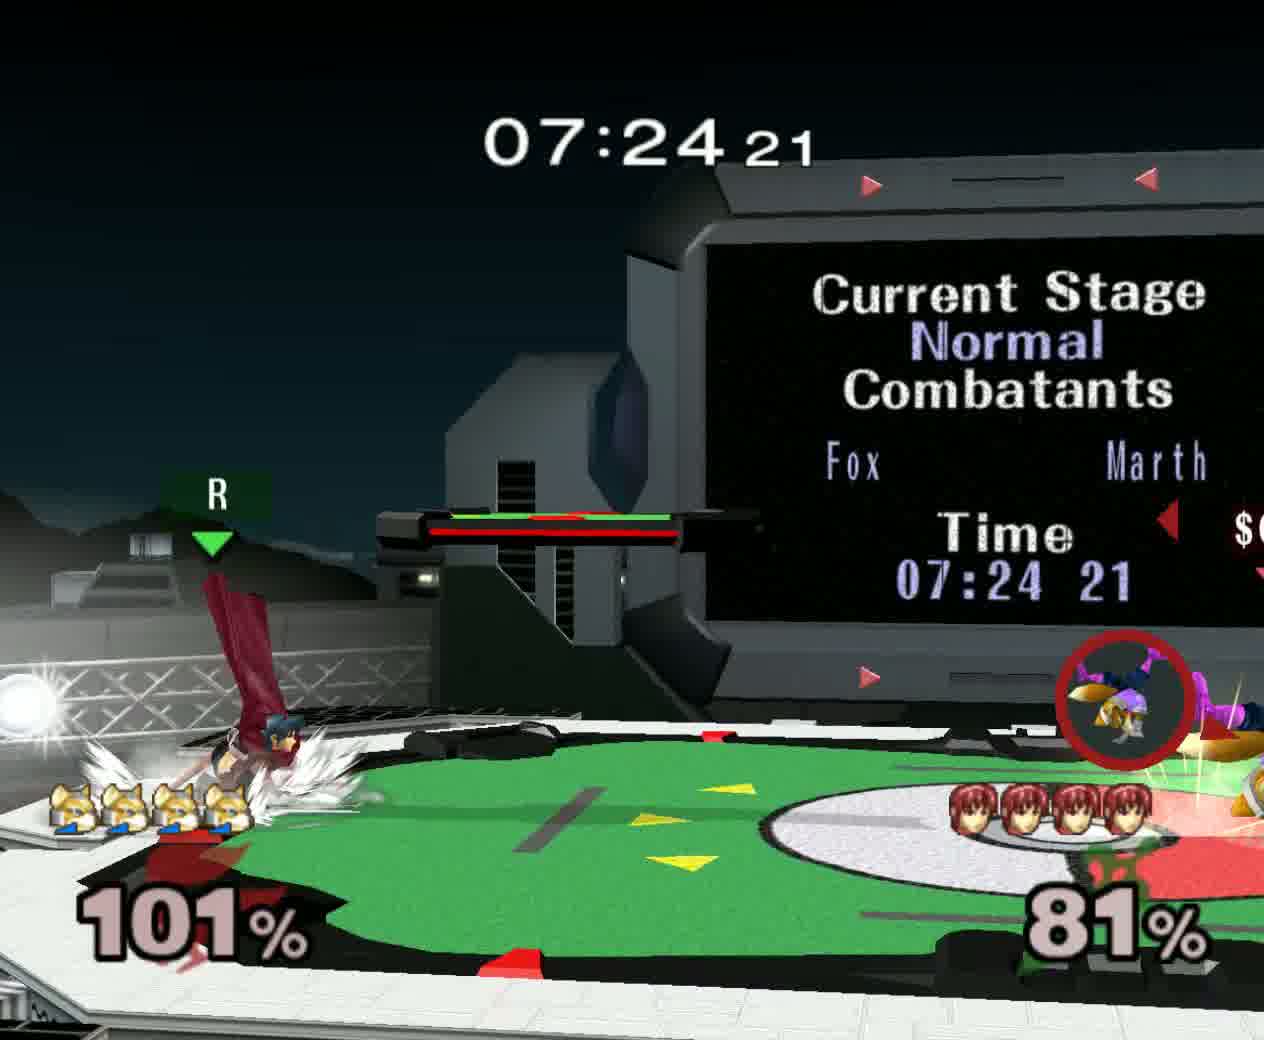 07:24 21
Current Stage
Normal
Combatants
Fox Marth
R
Time
07:24 21
101%
81%